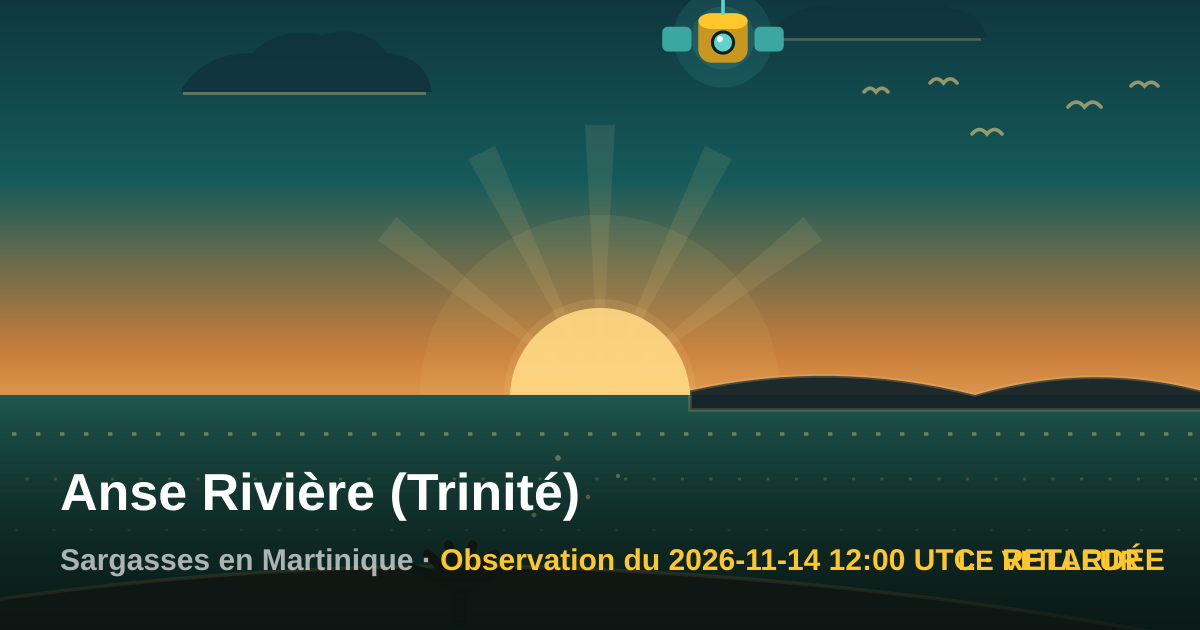 Anse Rivière (Trinité)
Sargasses en Martinique · Observation du 2026-11-14 12:00 UTC